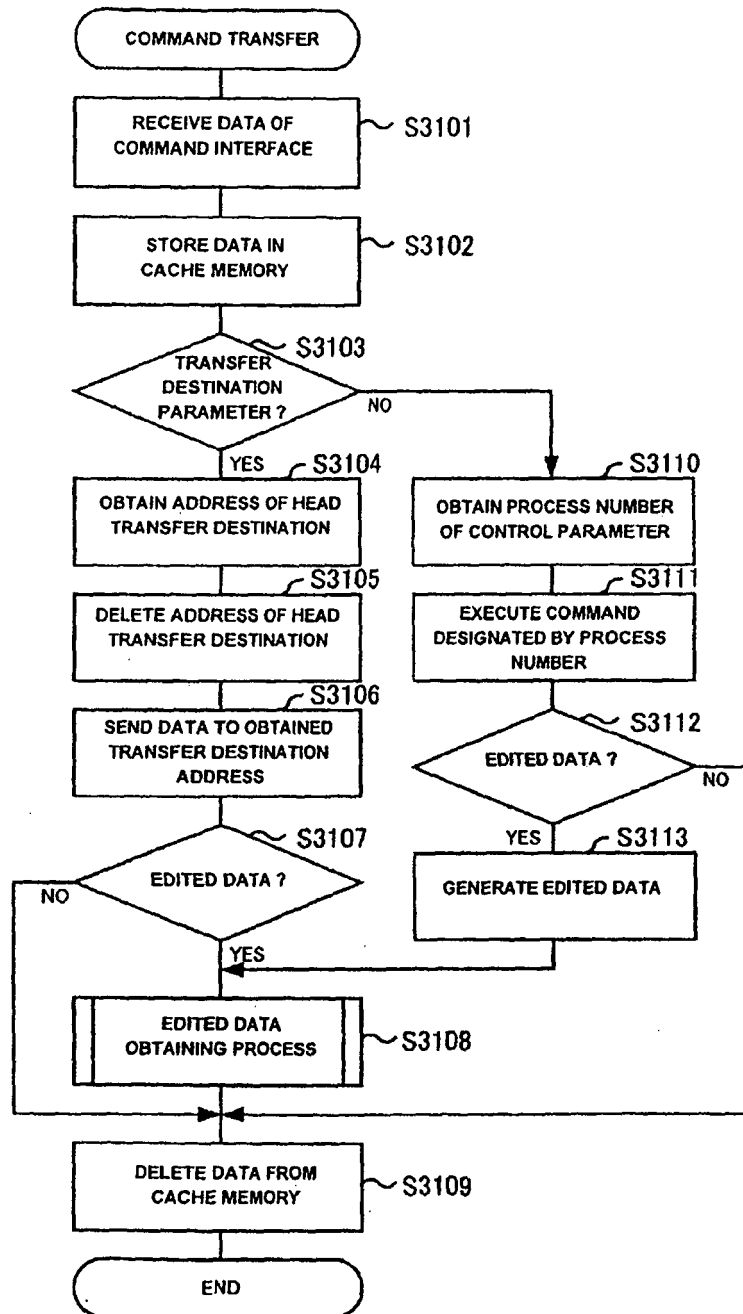 COMMAND TRANSFER
RECEIVE DATA OF
COMMAND INTERFACE
S3101
STORE DATA IN
CACHE MEMORY
S3102
S3103
TRANSFER
DESTINATION
PARAMETER ?
NO
YES
S3104
OBTAIN ADDRESS OF HEAD
TRANSFER DESTINATION
S3105
DELETE ADDRESS OF HEAD
TRANSFER DESTINATION
S3106
SEND DATA TO OBTAINED
TRANSFER DESTINATION
ADDRESS
S3107
EDITED DATA ?
NO
YES
S3110
OBTAIN PROCESS NUMBER
OF CONTROL PARAMETER
S3111
EXECUTE COMMAND
DESIGNATED BY PROCESS
NUMBER
S3112
EDITED DATA ?
NO
YES
S3113
GENERATE EDITED DATA
EDITED DATA
OBTAINING PROCESS
S3108
DELETE DATA FROM
CACHE MEMORY
S3109
END